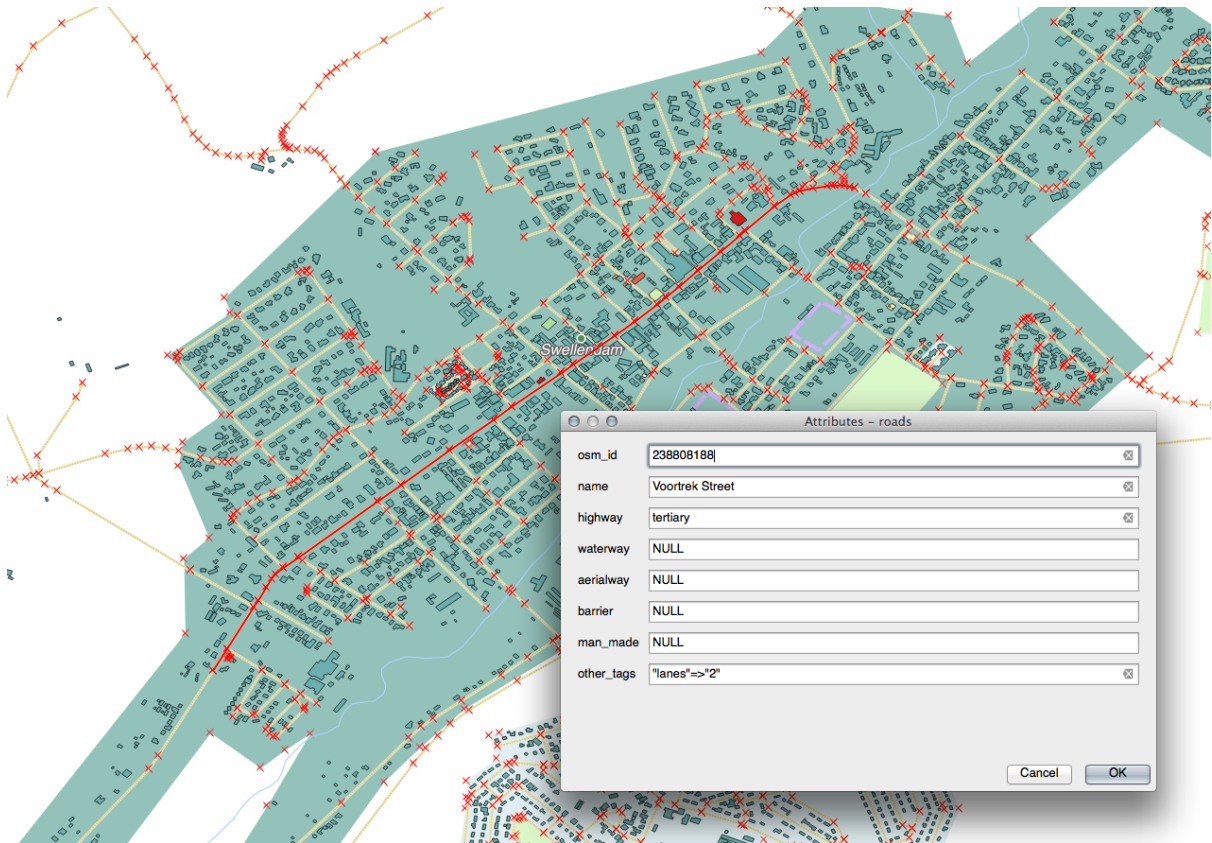 Swellendam
Attributes – roads
osm_id 238808188
name Voortrek Street
highway tertiary
waterway NULL
aerialway NULL
barrier NULL
man_made NULL
other_tags "lanes"=>"2"
Cancel OK